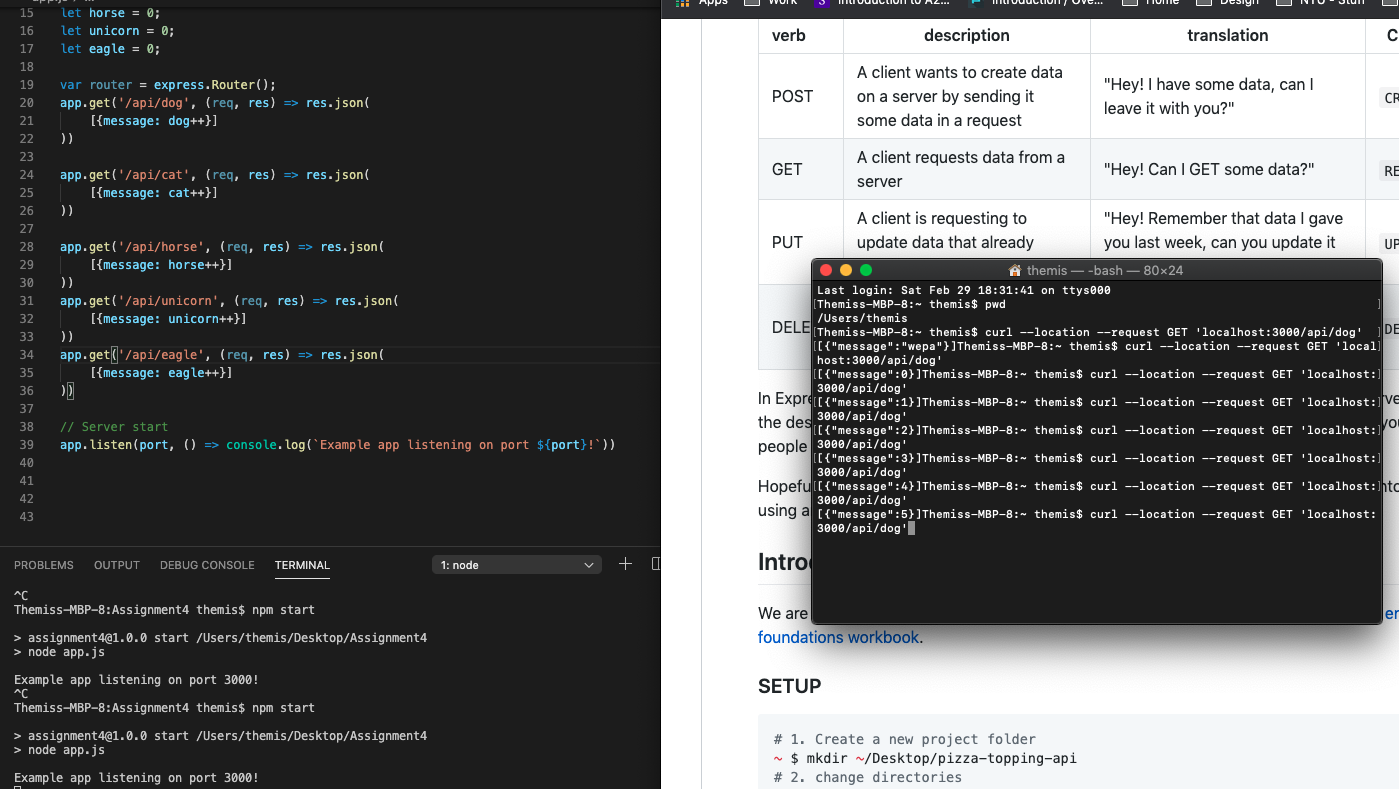 15 let horse = 0;
16 let unicorn = 0;
17 let eagle = 0;
18
19 var router = express.Router();
20 app.get('/api/dog', (req, res) => res.json(
21 [{message: dog++}]
22 ))
23
24 app.get('/api/cat', (req, res) => res.json(
25 [{message: cat++}]
26 ))
27
28 app.get('/api/horse', (req, res) => res.json(
29 [{message: horse++}]
30 ))
31 app.get('/api/unicorn', (req, res) => res.json(
32 [{message: unicorn++}]
33 ))
34 app.get('/api/eagle', (req, res) => res.json(
35 [{message: eagle++}]
36 ))
37
38 // Server start
39 app.listen(port, () => console.log(`Example app listening on port ${port}!`))
40
41
42
43
PROBLEMS OUTPUT DEBUG CONSOLE TERMINAL 1: node
^C
Themiss-MBP-8:Assignment4 themis$ npm start
> assignment4@1.0.0 start /Users/themis/Desktop/Assignment4
> node app.js
Example app listening on port 3000!
^C
Themiss-MBP-8:Assignment4 themis$ npm start
> assignment4@1.0.0 start /Users/themis/Desktop/Assignment4
> node app.js
Example app listening on port 3000!
Apps Work Introduction to Home Design
verb description translation C
POST
A client wants to create data
on a server by sending it
some data in a request
"Hey! I have some data, can I
leave it with you?"
CR
GET
A client requests data from a
server
"Hey! Can I GET some data?"
RE
PUT
A client is requesting to
update data that already
"Hey! Remember that data I gave
you last week, can you update it
UP
DELE
DE
themis — -bash — 80×24
Last login: Sat Feb 29 18:31:41 on ttys000
[Themiss-MBP-8:~ themis$ pwd ]
/Users/themis
[Themiss-MBP-8:~ themis$ curl --location --request GET 'localhost:3000/api/dog' ]
[[{"message":"wepa"}]Themiss-MBP-8:~ themis$ curl --location --request GET 'local]
host:3000/api/dog'
[[{"message":0}]Themiss-MBP-8:~ themis$ curl --location --request GET 'localhost:]
3000/api/dog'
[[{"message":1}]Themiss-MBP-8:~ themis$ curl --location --request GET 'localhost:]
3000/api/dog'
[[{"message":2}]Themiss-MBP-8:~ themis$ curl --location --request GET 'localhost:]
3000/api/dog'
[[{"message":3}]Themiss-MBP-8:~ themis$ curl --location --request GET 'localhost:]
3000/api/dog'
[[{"message":4}]Themiss-MBP-8:~ themis$ curl --location --request GET 'localhost:]
3000/api/dog'
[{"message":5}]Themiss-MBP-8:~ themis$ curl --location --request GET 'localhost:
3000/api/dog'
In Expre
the des
people
Hopefu
using a
Intro
We are
foundations workbook.
SETUP
# 1. Create a new project folder
~ $ mkdir ~/Desktop/pizza-topping-api
# 2. change directories